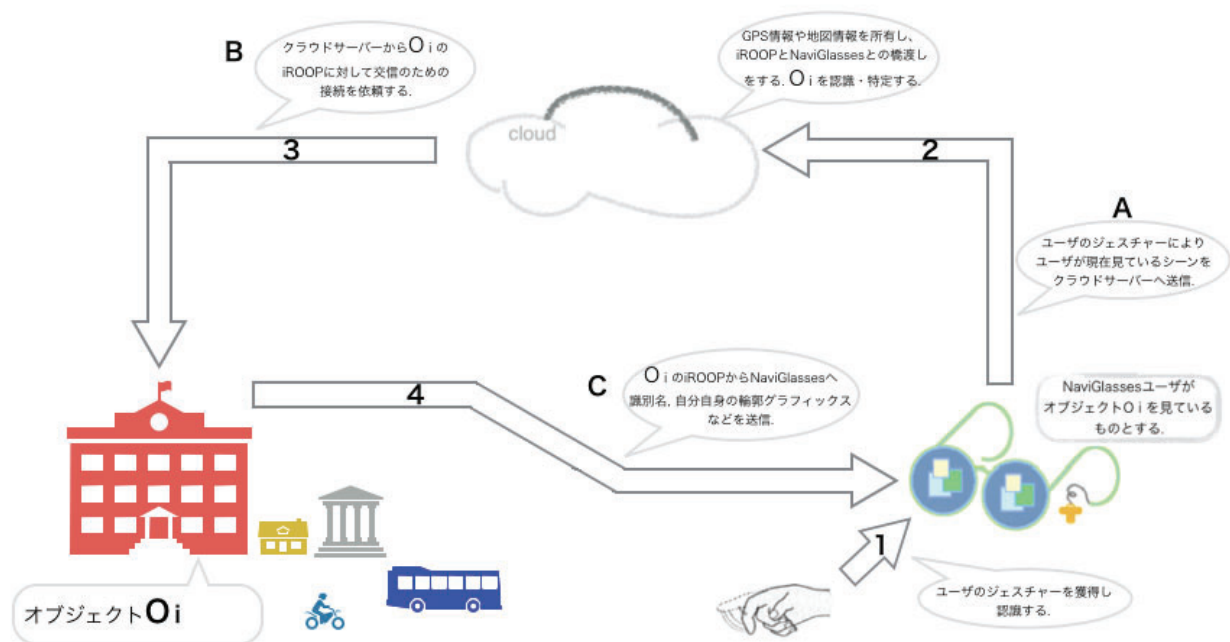 B
クラウドサーバーからOiの
iROOPに対して交信のための
接続を依頼する.
GPS情報や地図情報を所有し、
iROOPとNaviGlassesとの橋渡し
をする. Oiを認識・特定する.
cloud
3
2
A
ユーザのジェスチャーにより
ユーザが現在見ているシーンを
クラウドサーバーへ送信.
4
C
OiのiROOPからNaviGlassesへ
識別名, 自分自身の輪郭グラフィックス
などを送信.
NaviGlassesユーザが
オブジェクトOiを見ている
ものとする.
1
オブジェクトOi
ユーザのジェスチャーを獲得し
認識する.